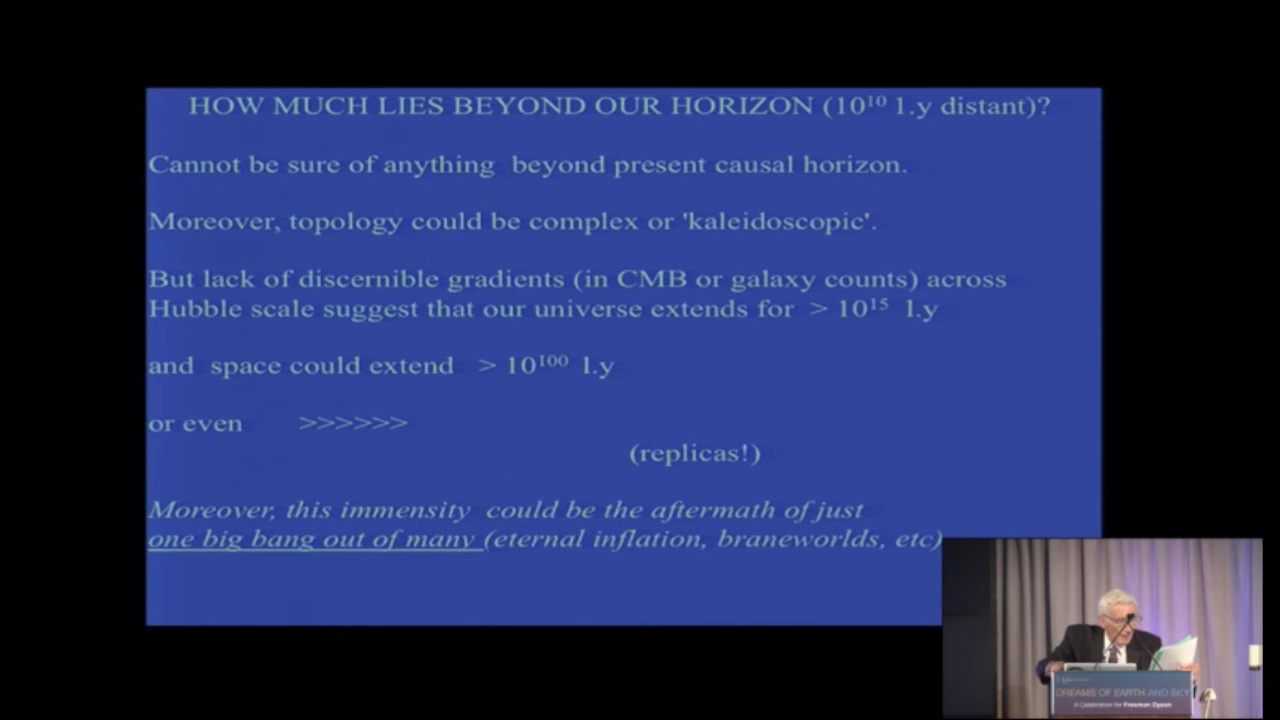 HOW MUCH LIES BEYOND OUR HORIZON (10¹⁰ l.y distant)?
Cannot be sure of anything beyond present causal horizon.
Moreover, topology could be complex or 'kaleidoscopic'.
But lack of discernible gradients (in CMB or galaxy counts) across
Hubble scale suggest that our universe extends for > 10¹⁵ l.y
and space could extend > 10¹⁰⁰ l.y
or even >>>>>>
(replicas!)
Moreover, this immensity could be the aftermath of just
one big bang out of many (eternal inflation, braneworlds, etc)
DREAMS OF EARTH AND SKY
A Celebration for Freeman Dyson